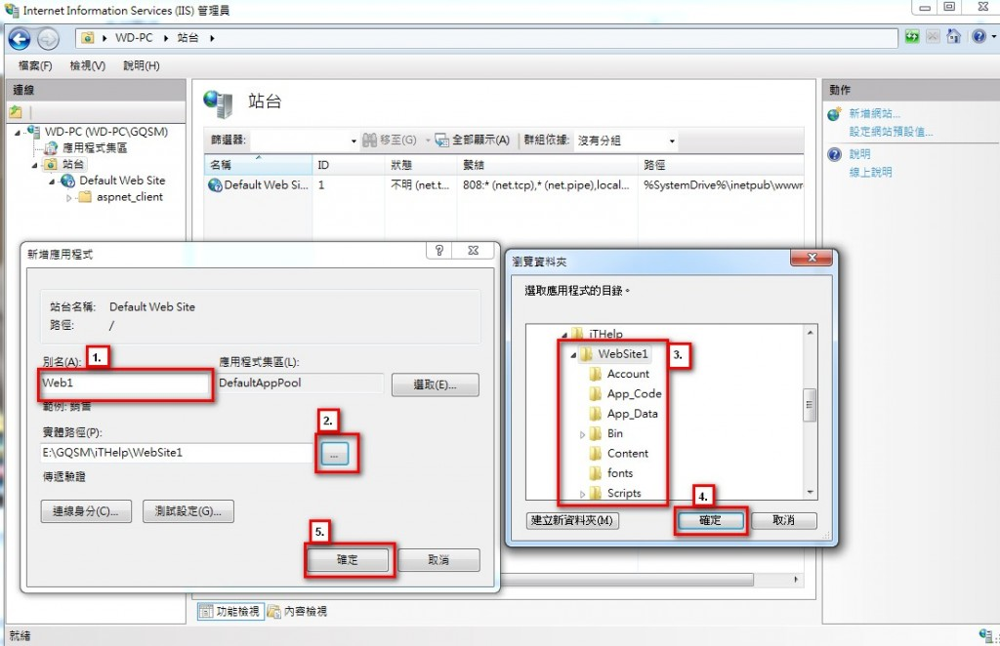 Internet Information Services (IIS) 管理員
WD-PC 站台
檔案(F) 檢視(V) 說明(H)
連線
WD-PC (WD-PC\GQSM)
應用程式集區
站台
Default Web Site
aspnet_client
站台
篩選器: 移至(G) 全部顯示(A) 群組依據: 沒有分組
名稱 ID 狀態 繫結 路徑
Default Web Si... 1 不明 (net.t... 808:* (net.tcp),* (net.pipe),local... %SystemDrive%\inetpub\wwwr
動作
新增網站...
設定網站預設值...
說明
線上說明
新增應用程式
站台名稱: Default Web Site
路徑: /
別名(A): 1. 應用程式集區(L):
Web1 DefaultAppPool 選取(E)...
範例: 銷售
實體路徑(P): 2.
E:\GQSM\iTHelp\WebSite1 ...
傳遞驗證
連線身分(C)... 測試設定(G)...
5.
確定 取消
瀏覽資料夾
選取應用程式的目錄。
iTHelp
WebSite1 3.
Account
App_Code
App_Data
Bin
Content
fonts
Scripts
4.
建立新資料夾(M) 確定 取消
功能檢視 內容檢視
就緒